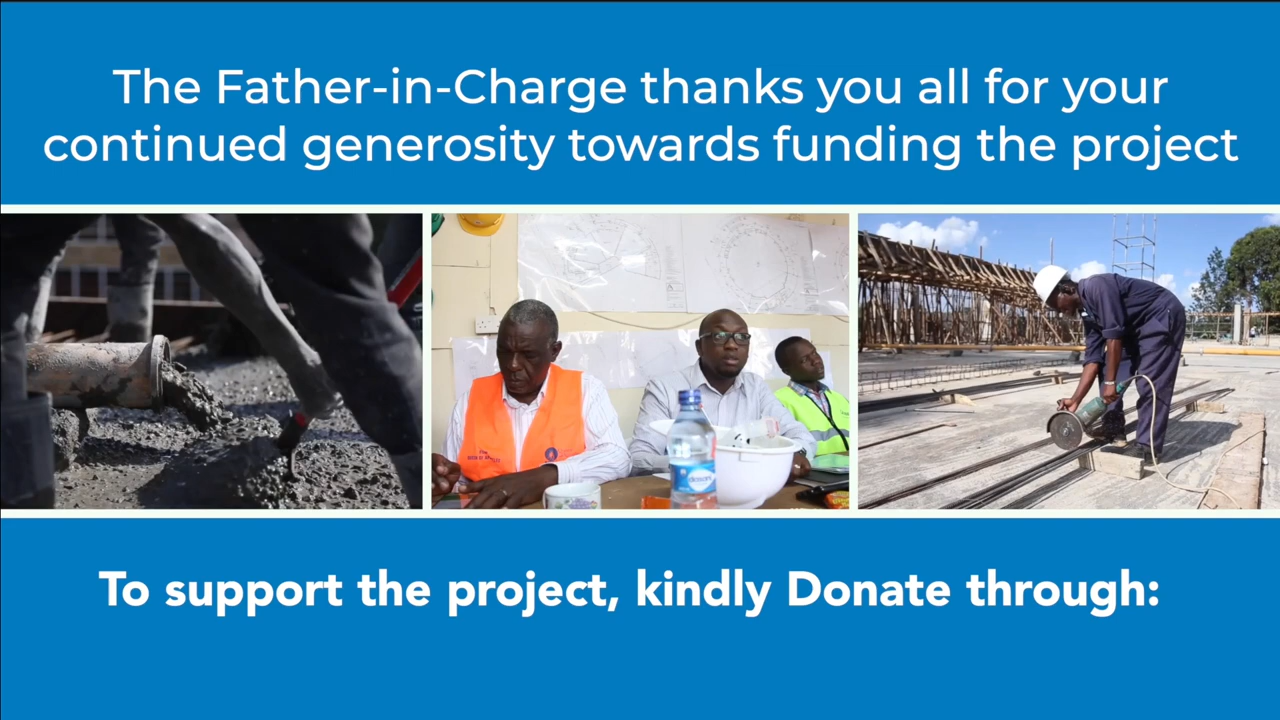 The Father-in-Charge thanks you all for your
continued generosity towards funding the project
To support the project, kindly Donate through: